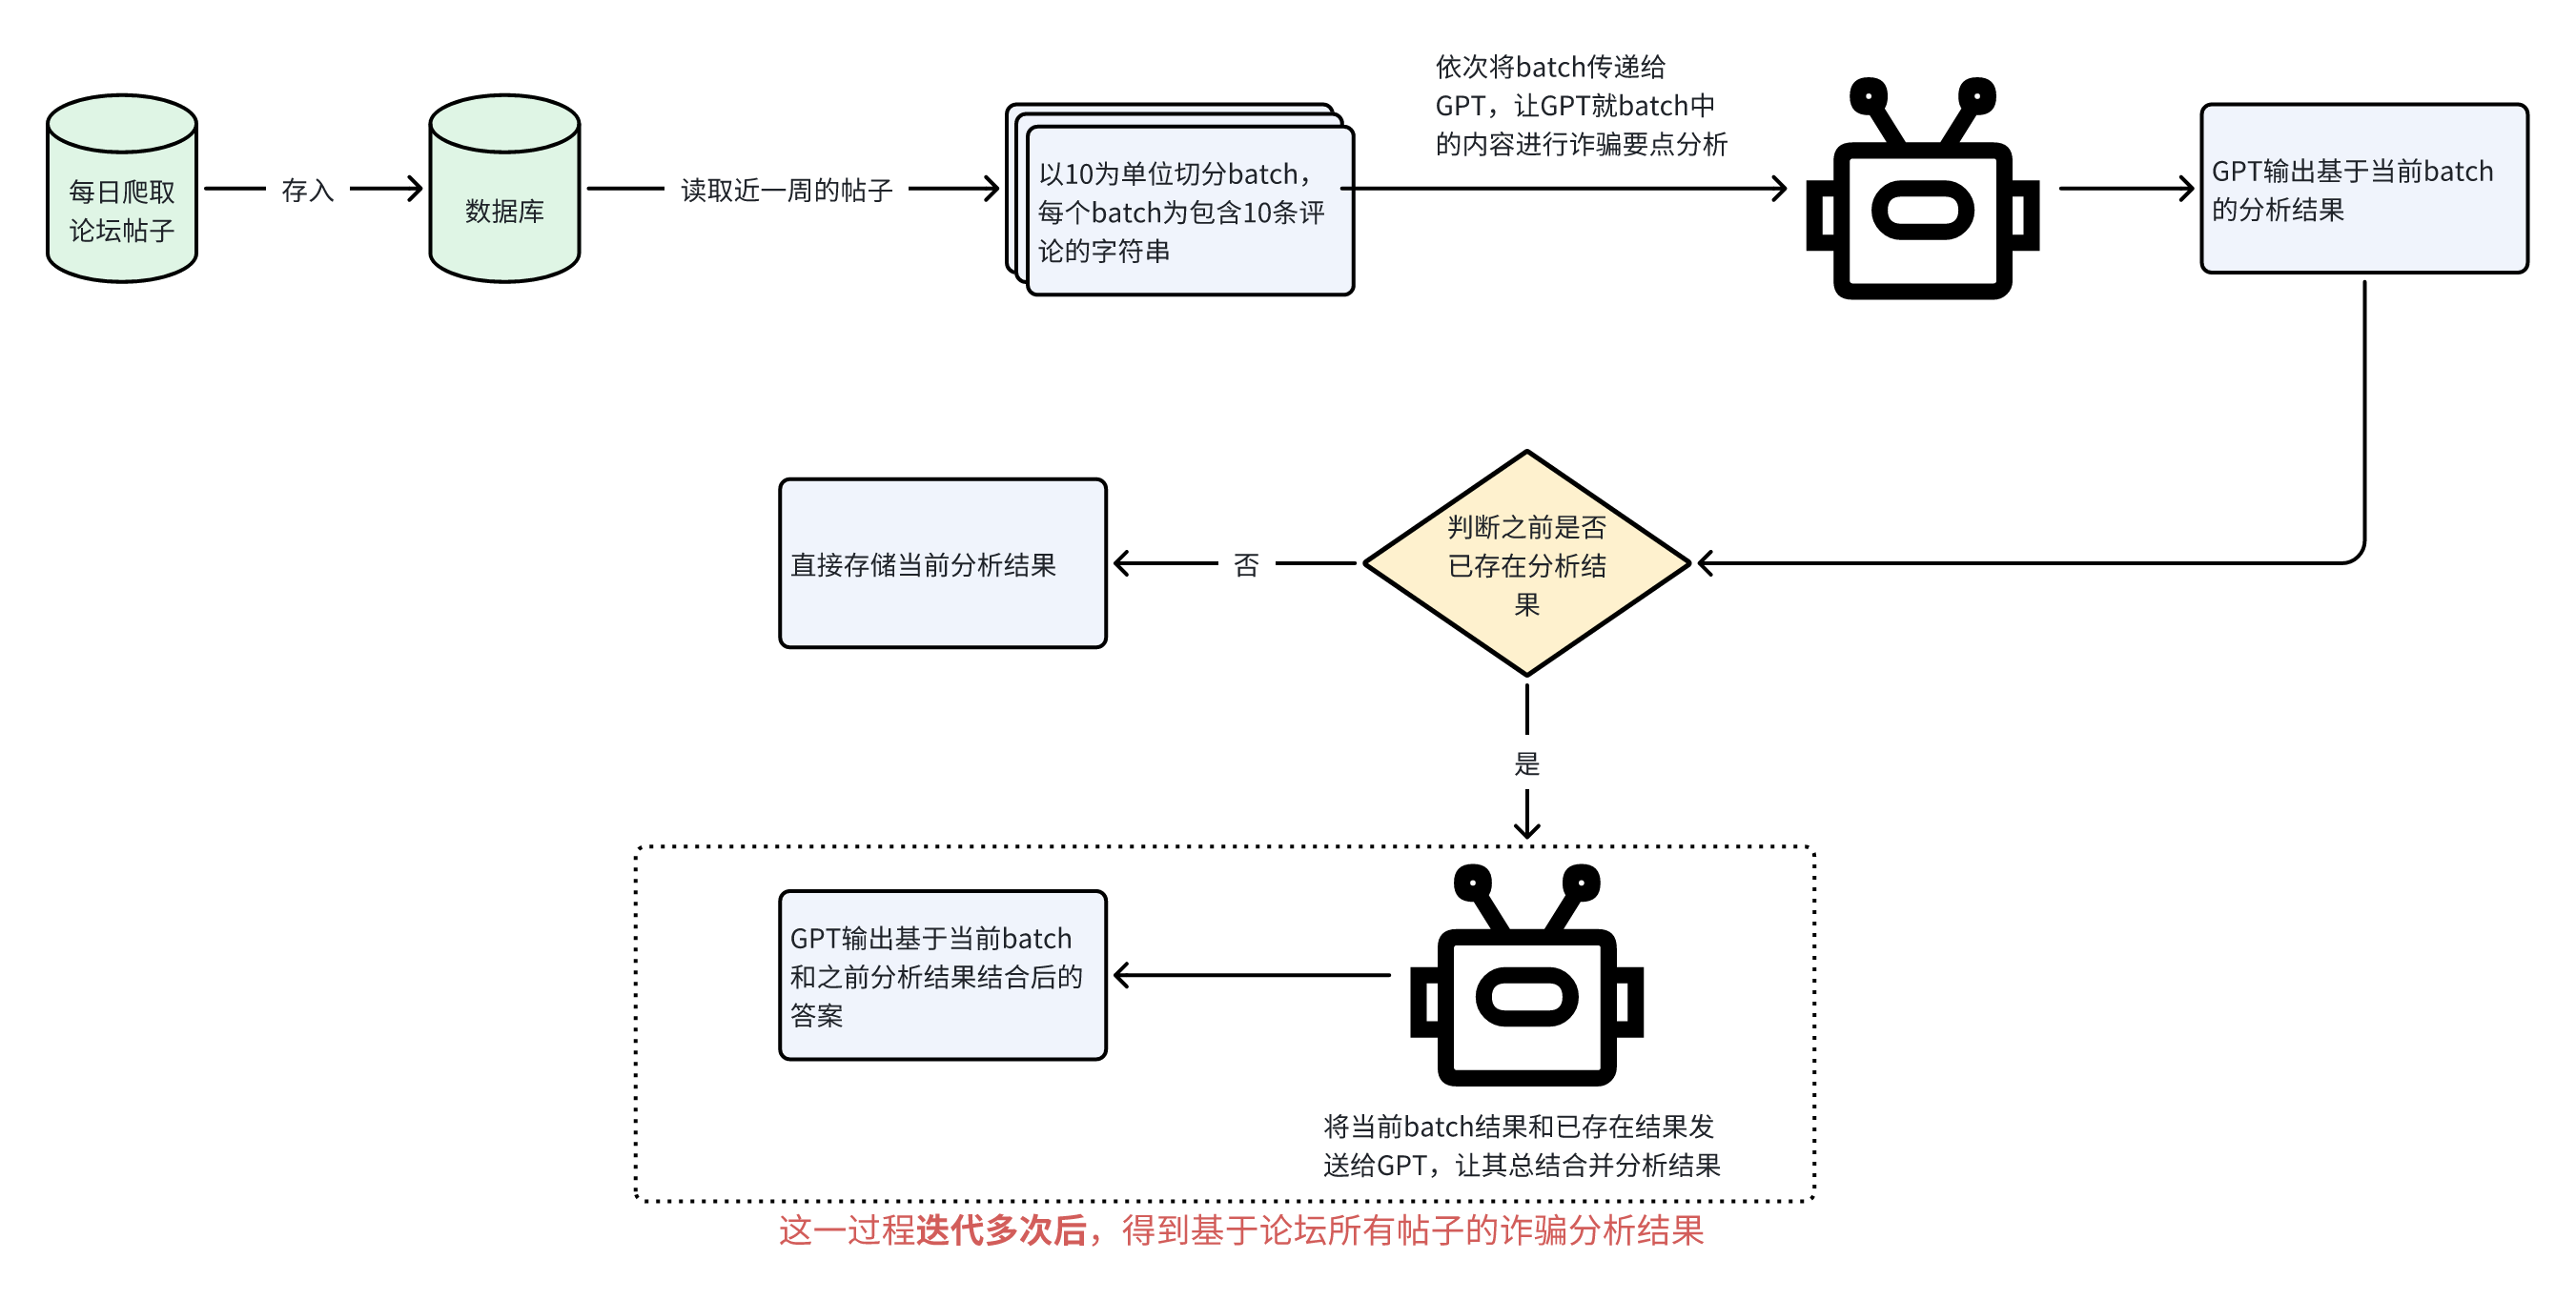 每日爬取
论坛帖子
存入
数据库
读取近一周的帖子
以10为单位切分batch，
每个batch为包含10条评
论的字符串
依次将batch传递给
GPT，让GPT就batch中
的内容进行诈骗要点分析
GPT输出基于当前batch
的分析结果
判断之前是否
已存在分析结
果
否
直接存储当前分析结果
是
GPT输出基于当前batch
和之前分析结果结合后的
答案
将当前batch结果和已存在结果发
送给GPT，让其总结合并分析结果
这一过程迭代多次后，得到基于论坛所有帖子的诈骗分析结果